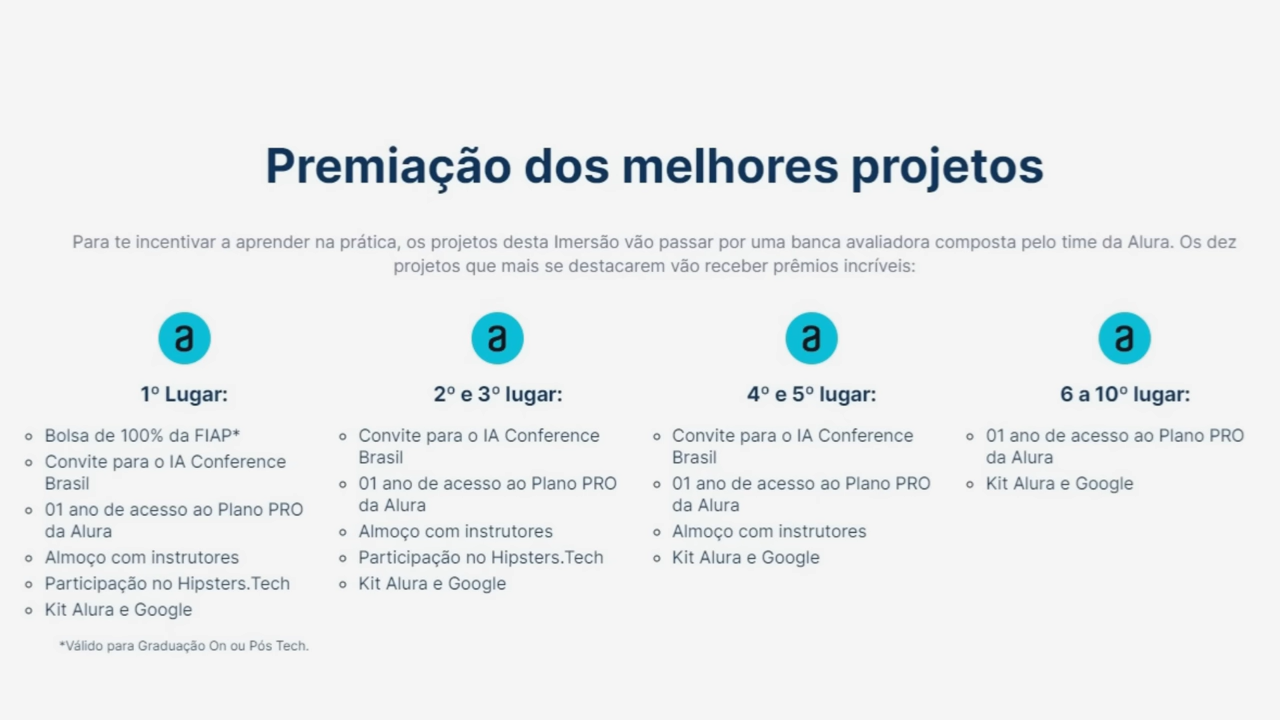 Premiação dos melhores projetos
Para te incentivar a aprender na prática, os projetos desta Imersão vão passar por uma banca avaliadora composta pelo time da Alura. Os dez
projetos que mais se destacarem vão receber prêmios incríveis:
a
1º Lugar:
Bolsa de 100% da FIAP*
Convite para o IA Conference
Brasil
01 ano de acesso ao Plano PRO
da Alura
Almoço com instrutores
Participação no Hipsters.Tech
Kit Alura e Google
*Válido para Graduação On ou Pós Tech.
a
2º e 3º lugar:
Convite para o IA Conference
Brasil
01 ano de acesso ao Plano PRO
da Alura
Almoço com instrutores
Participação no Hipsters.Tech
Kit Alura e Google
a
4º e 5º lugar:
Convite para o IA Conference
Brasil
01 ano de acesso ao Plano PRO
da Alura
Almoço com instrutores
Kit Alura e Google
a
6 a 10º lugar:
01 ano de acesso ao Plano PRO
da Alura
Kit Alura e Google